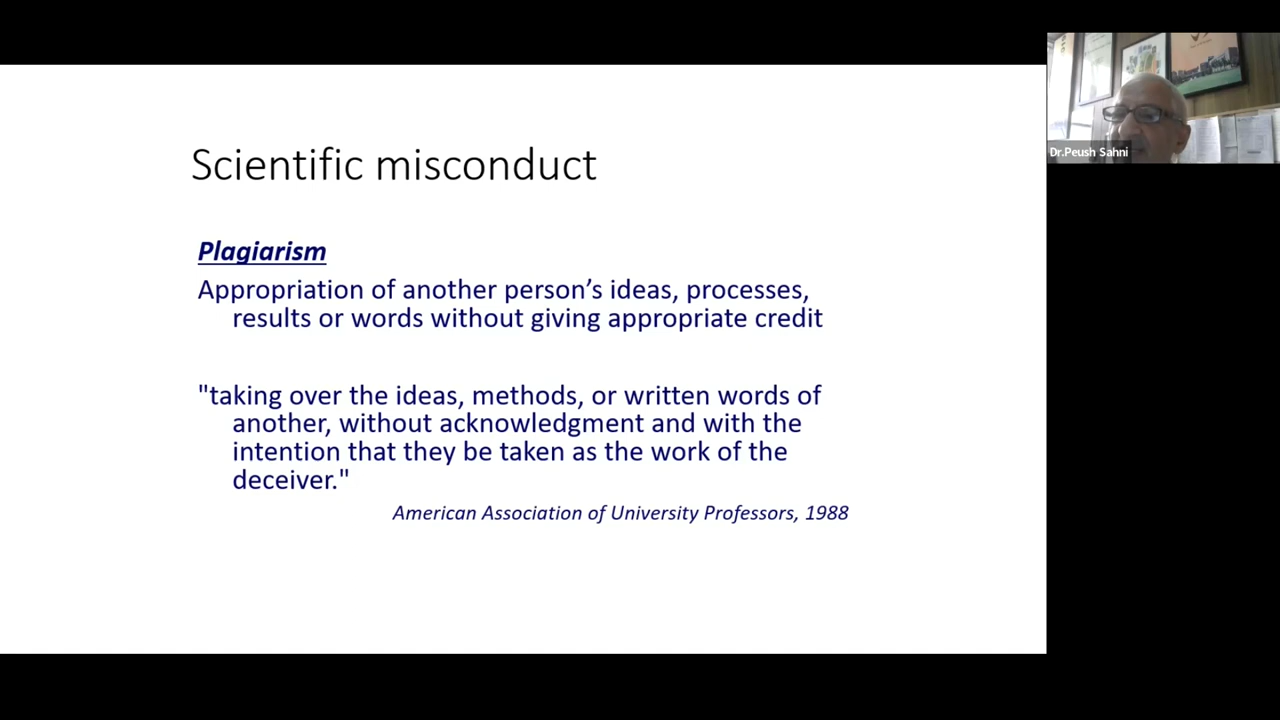 Scientific misconduct
Plagiarism
Appropriation of another person’s ideas, processes,
results or words without giving appropriate credit
"taking over the ideas, methods, or written words of
another, without acknowledgment and with the
intention that they be taken as the work of the
deceiver."
American Association of University Professors, 1988
Dr.Peush Sahni